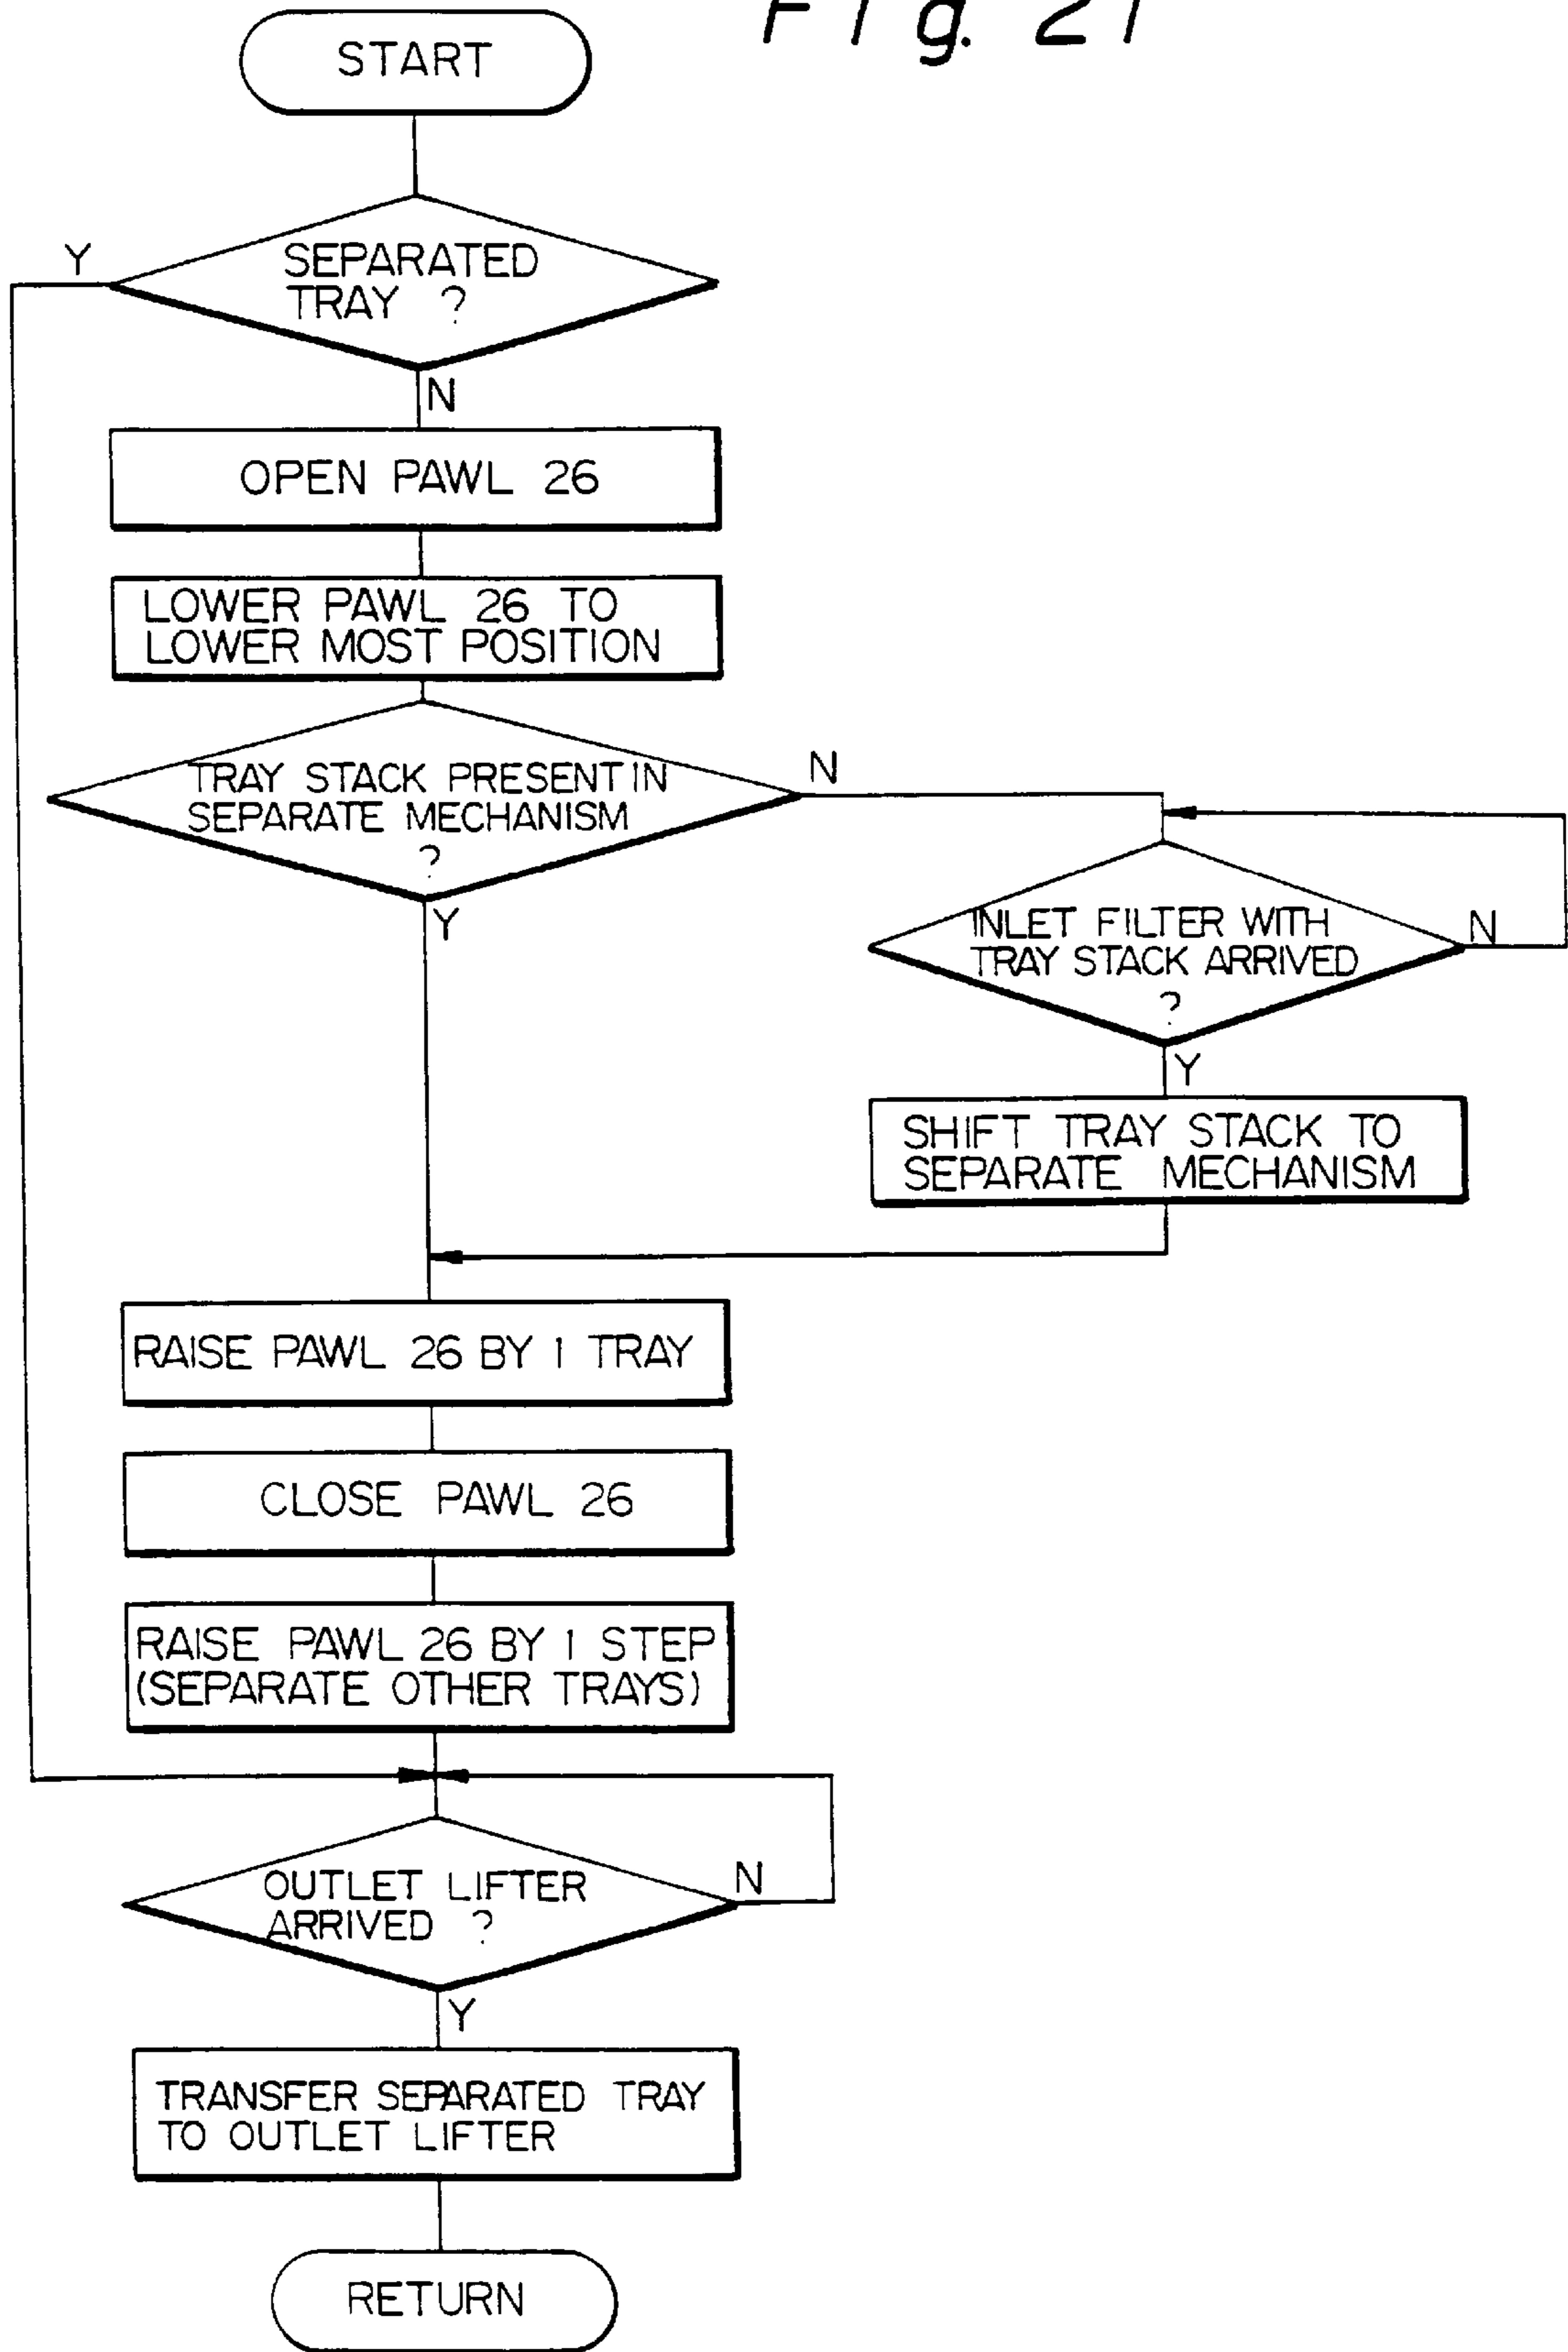 Fig. 21
START
SEPARATED
TRAY ?
Y
N
OPEN PAWL 26
LOWER PAWL 26 TO
LOWER MOST POSITION
TRAY STACK PRESENT IN
SEPARATE MECHANISM
?
N
Y
INLET FILTER WITH
TRAY STACK ARRIVED
?
N
Y
SHIFT TRAY STACK TO
SEPARATE MECHANISM
RAISE PAWL 26 BY 1 TRAY
CLOSE PAWL 26
RAISE PAWL 26 BY 1 STEP
(SEPARATE OTHER TRAYS)
OUTLET LIFTER
ARRIVED ?
N
Y
TRANSFER SEPARATED TRAY
TO OUTLET LIFTER
RETURN